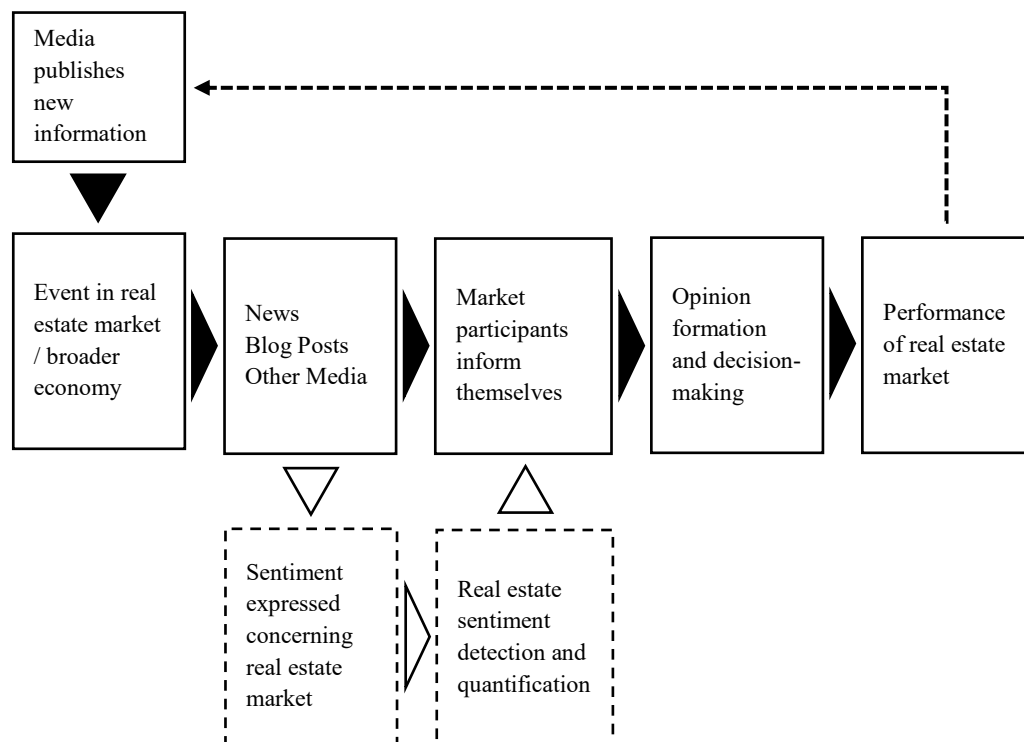 Media
publishes
new
information
Event in real
estate market
/ broader
economy
News
Blog Posts
Other Media
Market
participants
inform
themselves
Opinion
formation
and decision-
making
Performance
of real estate
market
Sentiment
expressed
concerning
real estate
market
Real estate
sentiment
detection and
quantification